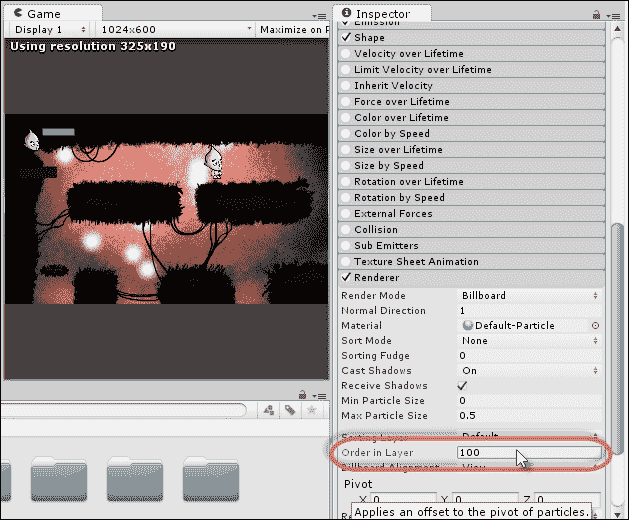 Game
Display 1 1024x600 Maximize on P
Using resolution 325x190
Inspector
Emission
Shape
Velocity over Lifetime
Limit Velocity over Lifetime
Inherit Velocity
Force over Lifetime
Color over Lifetime
Color by Speed
Size over Lifetime
Size by Speed
Rotation over Lifetime
Rotation by Speed
External Forces
Collision
Sub Emitters
Texture Sheet Animation
Renderer
Render Mode Billboard
Normal Direction 1
Material Default-Particle
Sort Mode None
Sorting Fudge 0
Cast Shadows On
Receive Shadows
Min Particle Size 0
Max Particle Size 0.5
Sorting Layer Default
Order in Layer 100
Billboard Alignment View
Pivot
X 0 Y 0 Z 0
Applies an offset to the pivot of particles.